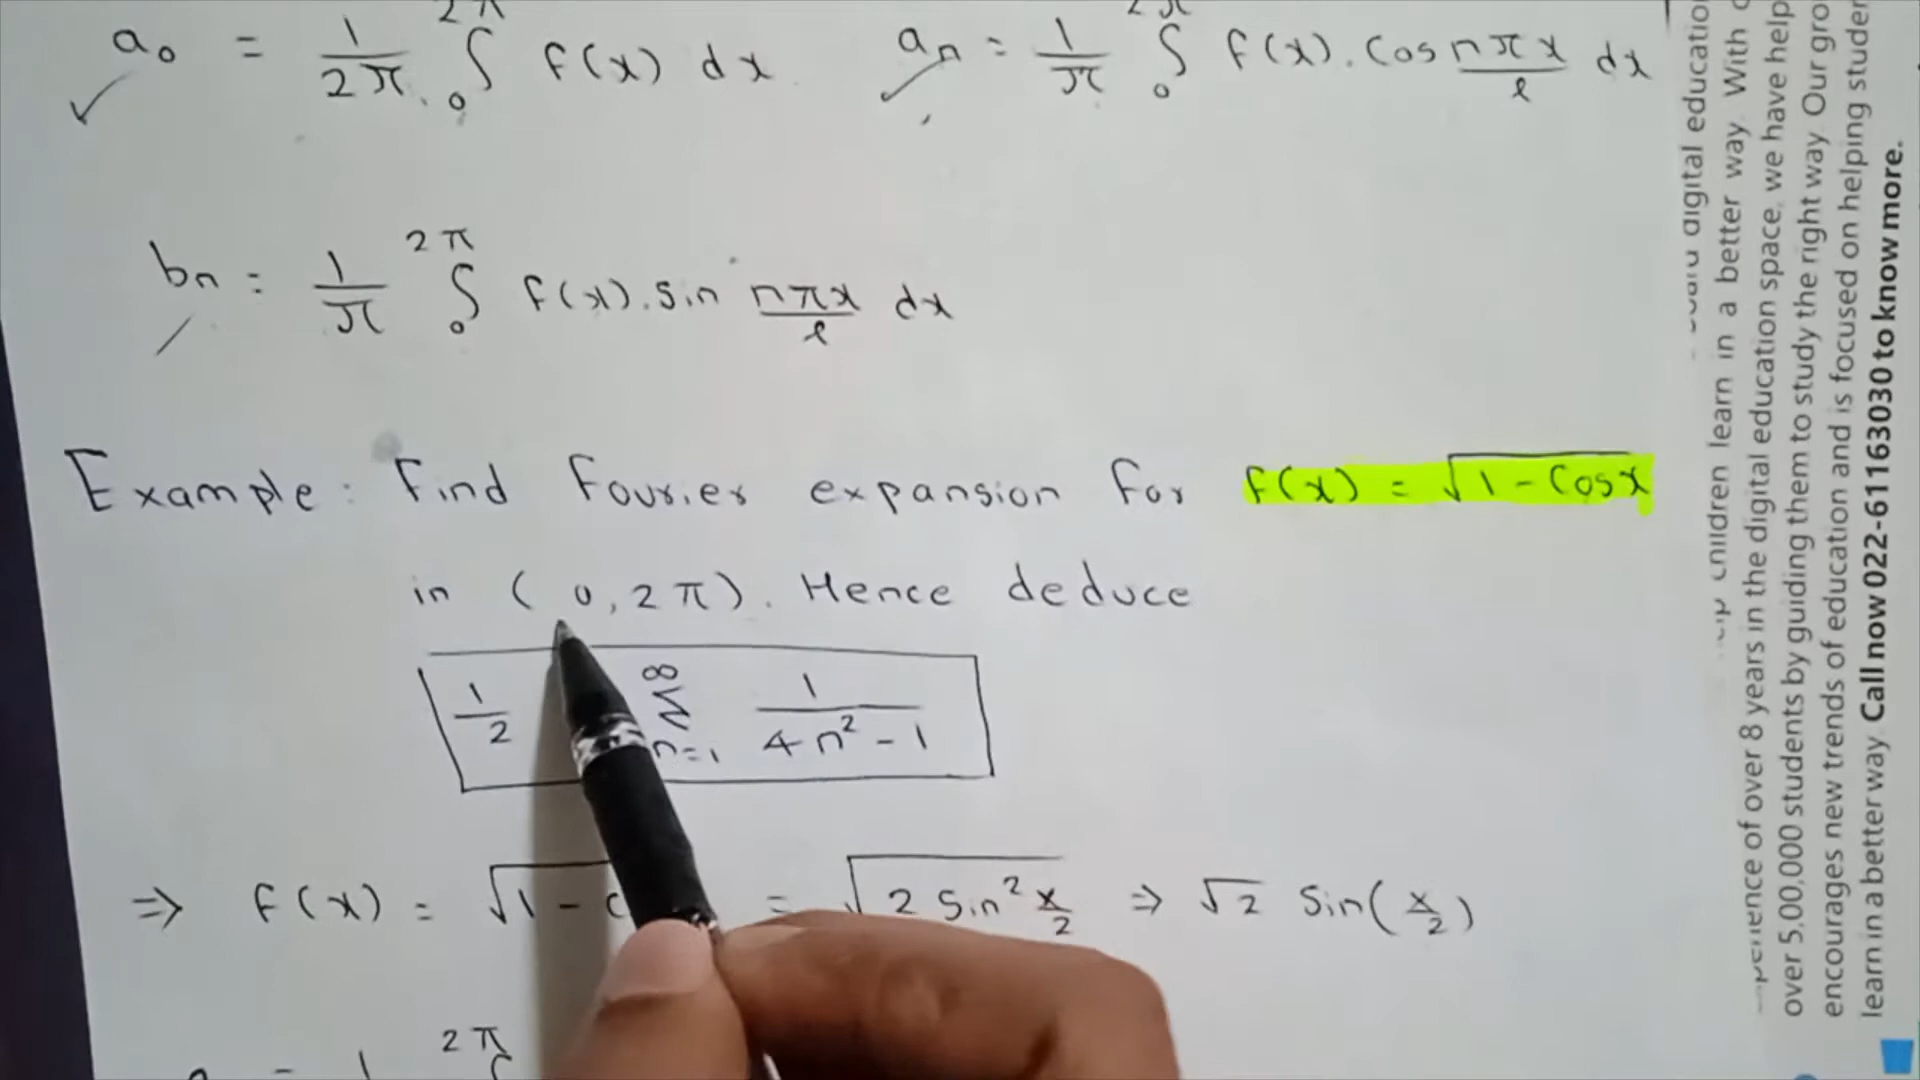 a₀ = 1/2π ∫₀^2π f(x) dx
aₙ = 1/π ∫₀^2π f(x). cos nπx/l dx
bₙ = 1/π ∫₀^2π f(x). sin nπx/l dx
Example : Find Fourier expansion for f(x) = √1 - cosx
in ( 0, 2π). Hence deduce
1/2 ∑ₙ₌₁^∞ 1/4n² - 1
⇒ f(x) = √1 - = √2 sin² x/2 ⇒ √2 sin(x/2)
2π
digital
children learn in a better way. With
of over 8 years in the digital education space, we have
over 5,00,000 students by guiding them to study the right way. Our
encourages new trends of education and is focused on helping
learn in a better way. Call now 022-61163030 to know more.